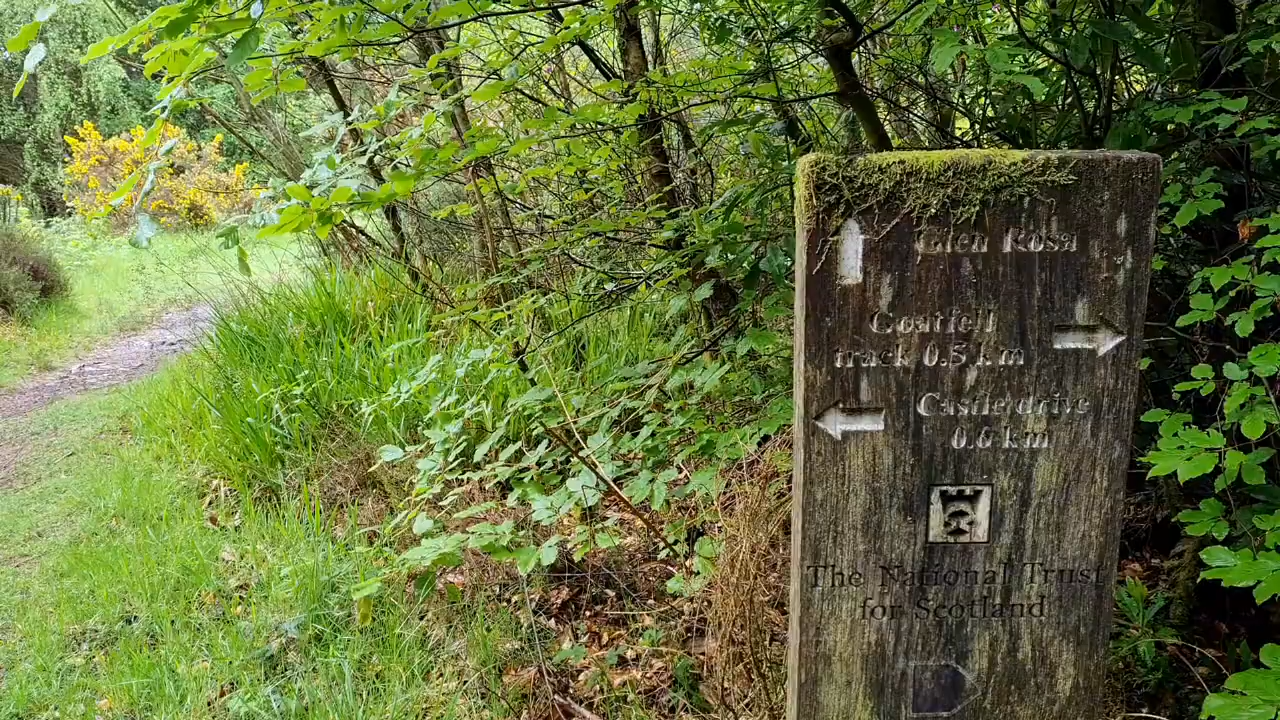 Glen Rosa
Goatfell
track 0.5 km
Castle drive
0.6 km
The National Trust
for Scotland